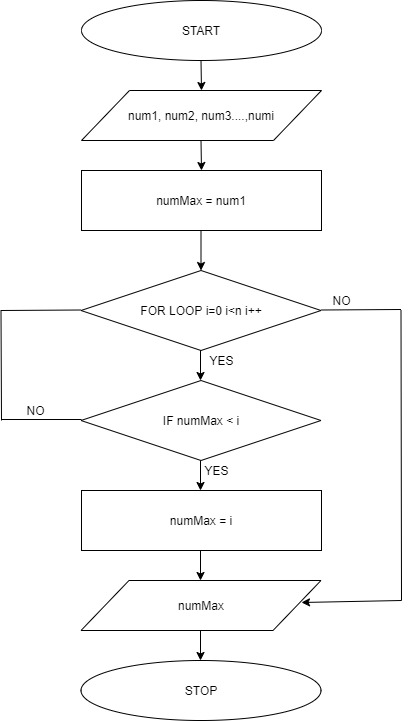 START
num1, num2, num3....,numi
numMax = num1
FOR LOOP i=0 i<n i++
NO
YES
IF numMax < i
NO
YES
numMax = i
numMax
STOP